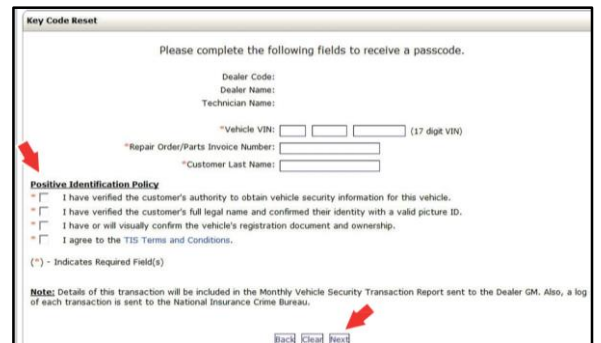 Key Code Reset
Please complete the following fields to receive a passcode.
Dealer Code:
Dealer Name:
Technician Name:
*Vehicle VIN: (17 digit VIN)
*Repair Order/Parts Invoice Number:
*Customer Last Name:
Positive Identification Policy
* I have verified the customer's authority to obtain vehicle security information for this vehicle.
* I have verified the customer's full legal name and confirmed their identity with a valid picture ID.
* I have or will visually confirm the vehicle's registration document and ownership.
* I agree to the TIS Terms and Conditions.
(*) - Indicates Required Field(s)
Note: Details of this transaction will be included in the Monthly Vehicle Security Transaction Report sent to the Dealer GM. Also, a log
of each transaction is sent to the National Insurance Crime Bureau.
Back Clear Next